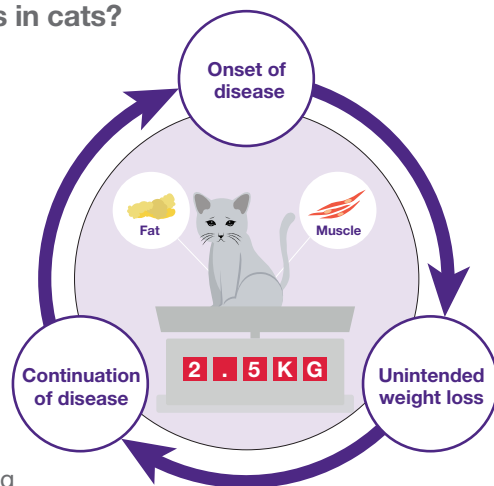 s in cats?
Onset of
disease
Fat
Muscle
2.5KG
Continuation
of disease
Unintended
weight loss
g